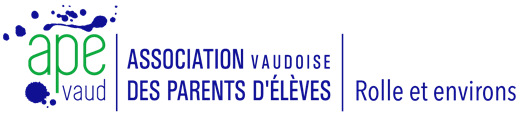 ape
vaud
ASSOCIATION VAUDOISE
DES PARENTS D'ÉLÈVES
Rolle et environs